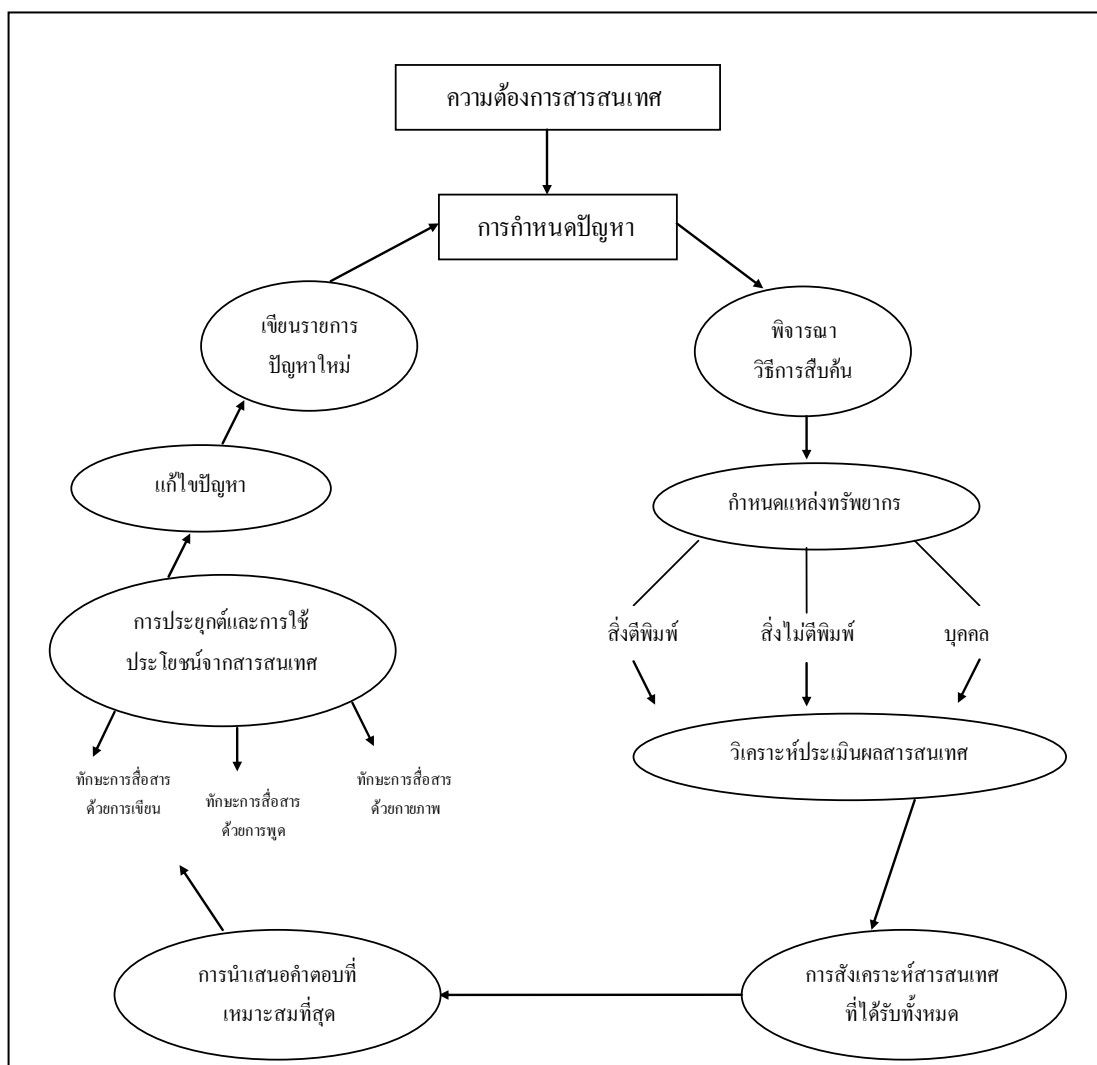 ความต้องการสารสนเทศ
การกำหนดปัญหา
เขียนรายการ
ปัญหาใหม่
พิจารณา
วิธีการสืบค้น
แก้ไขปัญหา
กำหนดแหล่งทรัพยากร
การประยุกต์และการใช้
ประโยชน์จากสารสนเทศ
สิ่งตีพิมพ์
สิ่งไม่ตีพิมพ์
บุคคล
วิเคราะห์ประเมินผลสารสนเทศ
ทักษะการสื่อสาร
ด้วยการเขียน
ทักษะการสื่อสาร
ด้วยการพูด
ทักษะการสื่อสาร
ด้วยกายภาพ
การนำเสนอคำตอบที่
เหมาะสมที่สุด
การสังเคราะห์สารสนเทศ
ที่ได้รับทั้งหมด